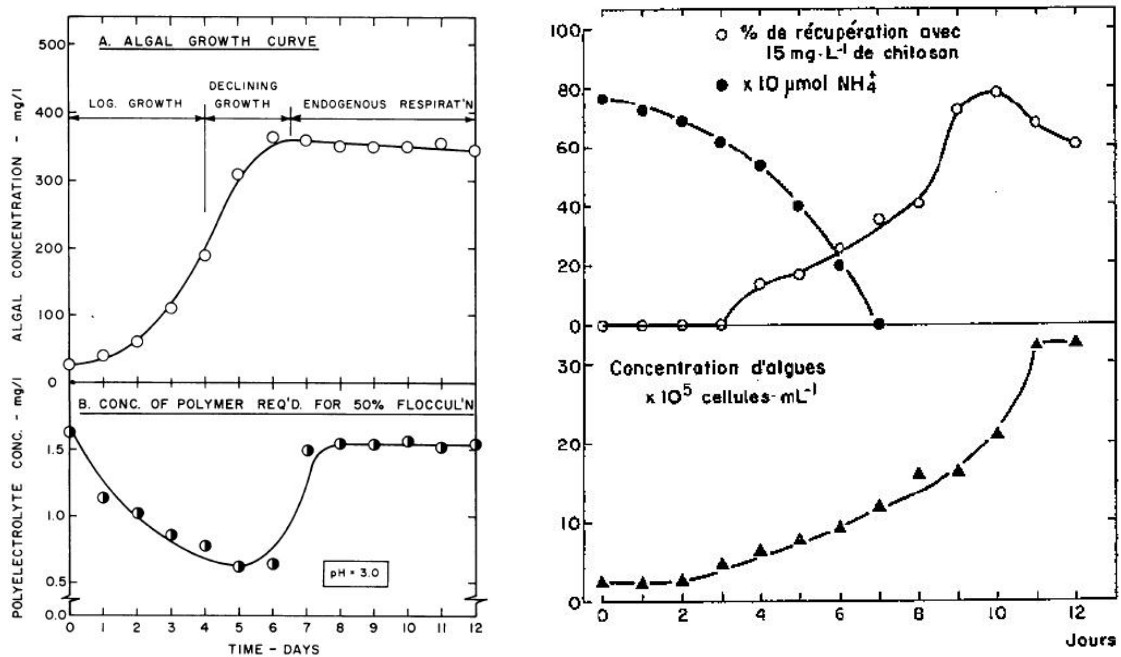 A. ALGAL GROWTH CURVE
LOG. GROWTH
DECLINING
GROWTH
ENDOGENOUS RESPIRAT'N
ALGAL CONCENTRATION - mg/l
500
400
300
200
100
0
B. CONC. OF POLYMER REQ'D. FOR 50% FLOCCUL'N
POLYELECTROLYTE CONC. - mg/l
1.5
1.0
0.5
0.0
pH = 3.0
0 1 2 3 4 5 6 7 8 9 10 11 12
TIME - DAYS
% de récupération avec
15 mg·L⁻¹ de chitosan
x 10 µmol NH₄⁺
100
80
60
40
20
0
Concentration d'algues
x 10⁵ cellules·mL⁻¹
30
20
10
0
0 2 4 6 8 10 12
Jours